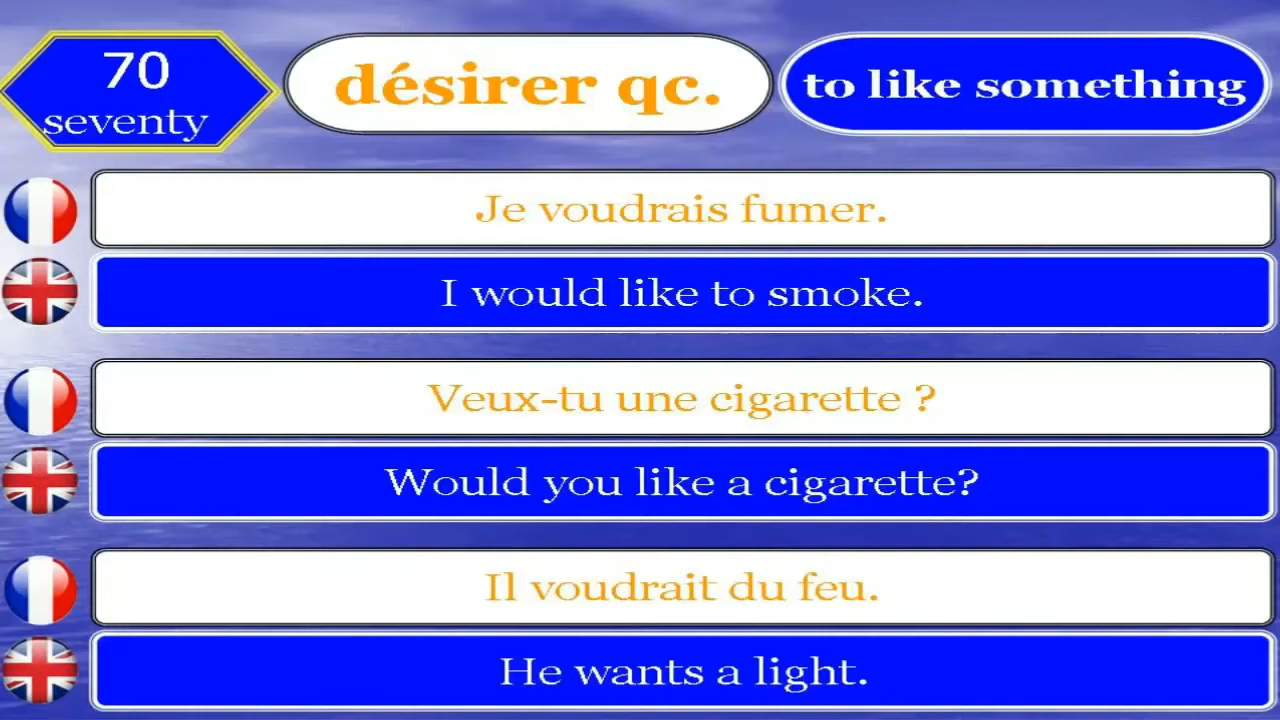 70
seventy
désirer qc.
to like something
Je voudrais fumer.
I would like to smoke.
Veux-tu une cigarette ?
Would you like a cigarette?
Il voudrait du feu.
He wants a light.